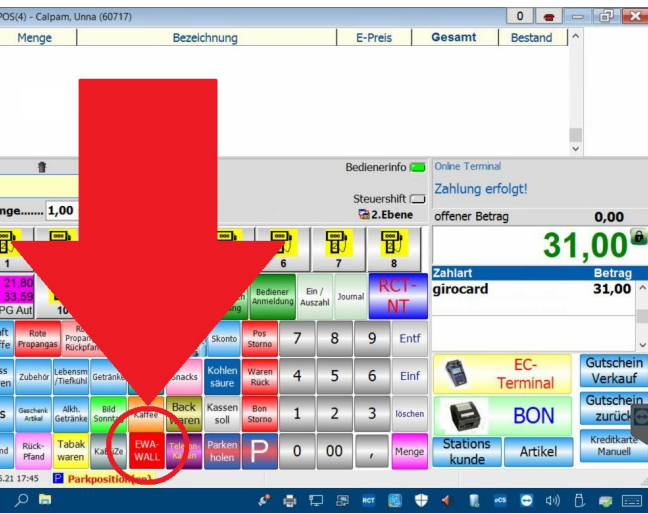 POS(4) - Calpam, Unna (60717)
0
Menge Bezeichnung E-Preis Gesamt Bestand
Bedienerinfo
Steuershift
2.Ebene
1,00
Online Terminal
Zahlung erfolgt!
offener Betrag 0,00
31,00
Zahlart Betrag
girocard 31,00
1 6 7 8
21,80
33,59
PG Aut
Bediener Anmeldung
Ein / Auszahl
Journal
RCT-NT
Rote Propangas
Skonto
Pos Storno
7 8 9 Entf
Zubehör
Lebensm /Tiefkühl
Getränke
Snacks
Kohlen säure
Waren Rück
4 5 6 Einf
Geschenk Artikel
Alkh. Getränke
Bild Sonntag
Kaffee
Back waren
Kassen soll
Bon Storno
1 2 3 löschen
Rück-Pfand
Tabak waren
KaBuZe
EWA-WALL
Telefon-Karten
Parken holen
P
0 00 , Menge
EC-Terminal
Gutschein Verkauf
BON
Gutschein zurück
Stations kunde
Artikel
Kreditkarte Manuell
.21 17:45 P Parkposition(en)
RCT
eCS